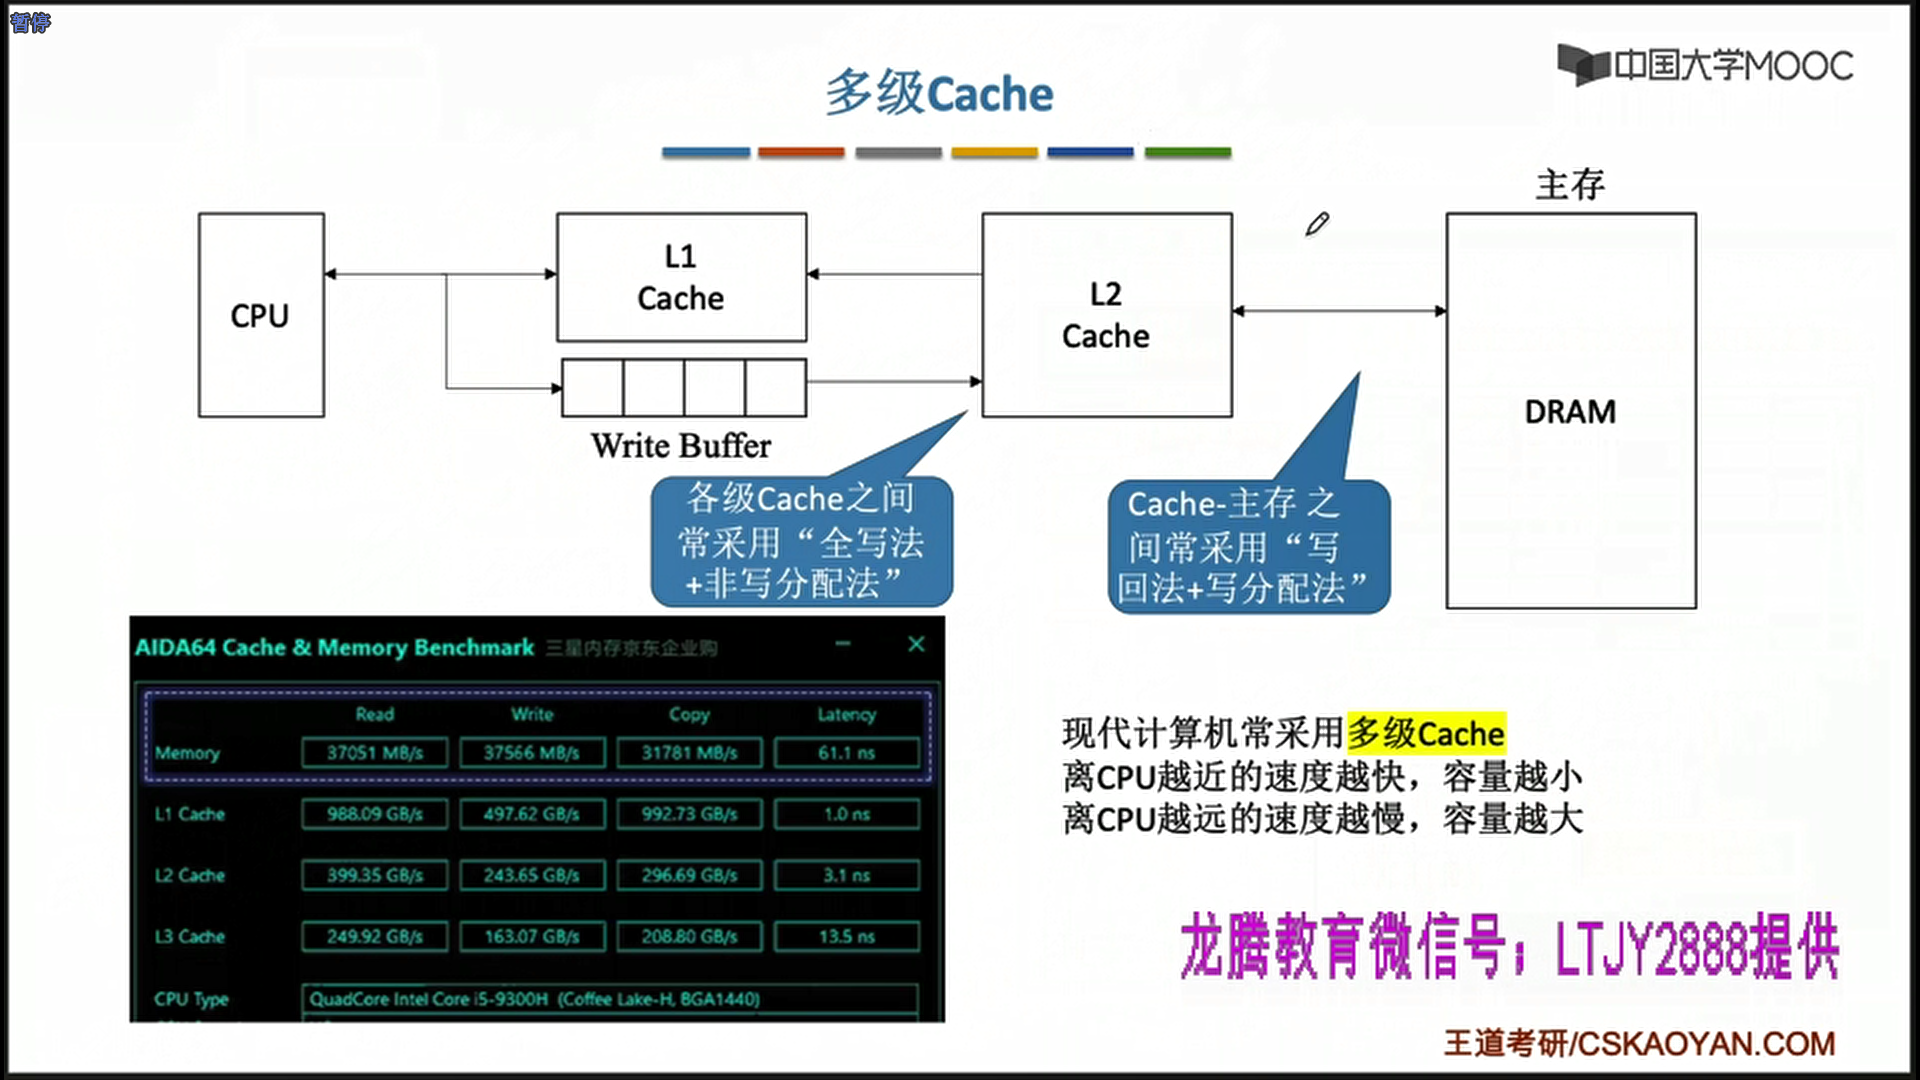 暂停
中国大学MOOC
多级Cache
主存
CPU
L1
Cache
L2
Cache
DRAM
Write Buffer
各级Cache之间
常采用“全写法
+非写分配法”
Cache-主存 之
间常采用“写
回法+写分配法”
AIDA64 Cache & Memory Benchmark 三星内存京东企业购
Read Write Copy Latency
Memory 37051 MB/s 37566 MB/s 31781 MB/s 61.1 ns
L1 Cache 988.09 GB/s 497.62 GB/s 992.73 GB/s 1.0 ns
L2 Cache 399.35 GB/s 243.65 GB/s 296.69 GB/s 3.1 ns
L3 Cache 249.92 GB/s 163.07 GB/s 208.80 GB/s 13.5 ns
CPU Type QuadCore Intel Core i5-9300H (Coffee Lake-H, BGA1440)
现代计算机常采用多级Cache
离CPU越近的速度越快，容量越小
离CPU越远的速度越慢，容量越大
龙腾教育微信号；LTJY2888提供
王道考研/CSKAOYAN.COM